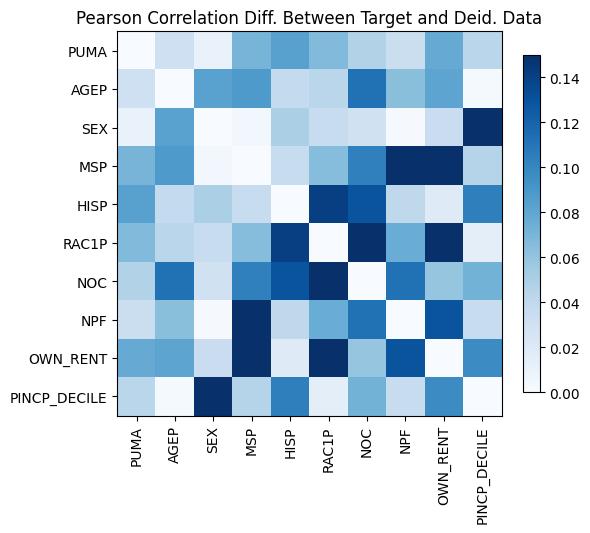 Pearson Correlation Diff. Between Target and Deid. Data
PUMA
AGEP
SEX
MSP
HISP
RAC1P
NOC
NPF
OWN_RENT
PINCP_DECILE
PUMA
AGEP
SEX
MSP
HISP
RAC1P
NOC
NPF
OWN_RENT
PINCP_DECILE
0.14
0.12
0.10
0.08
0.06
0.04
0.02
0.00